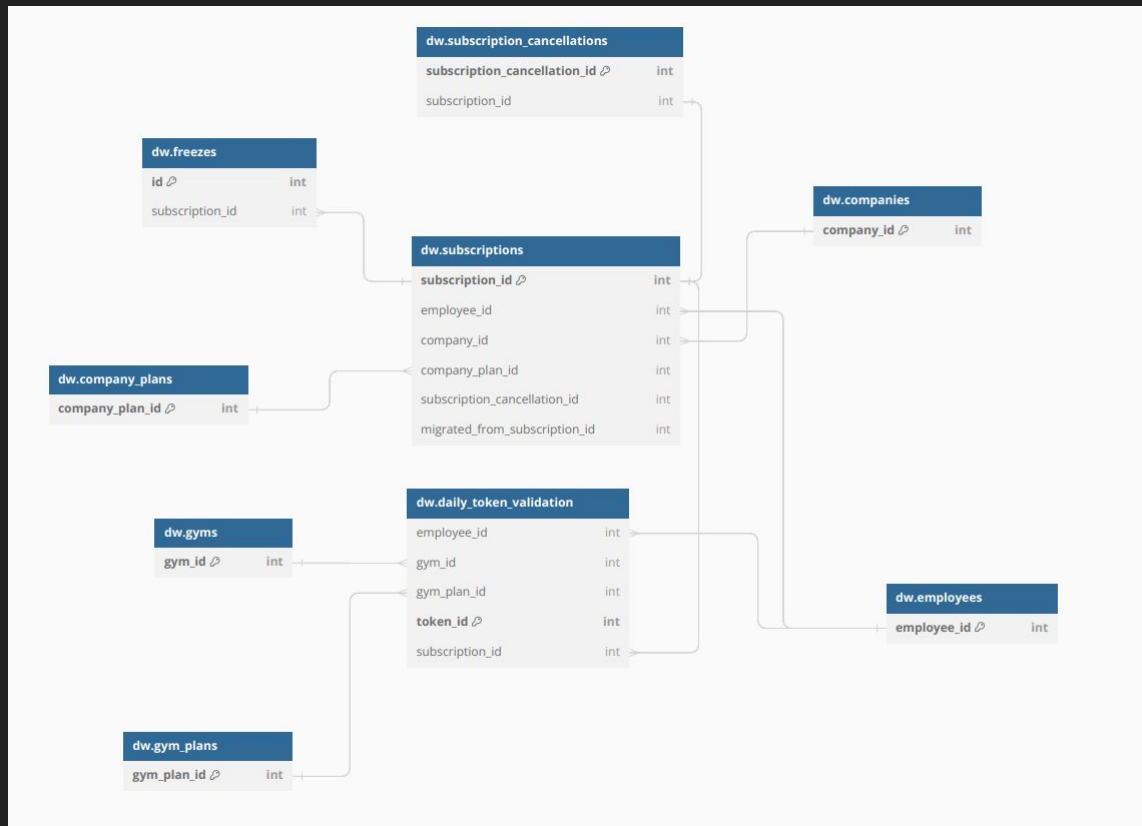 dw.subscription_cancellations
subscription_cancellation_id int
subscription_id int
dw.freezes
id int
subscription_id int
dw.companies
company_id int
dw.subscriptions
subscription_id int
employee_id int
company_id int
company_plan_id int
subscription_cancellation_id int
migrated_from_subscription_id int
dw.company_plans
company_plan_id int
dw.daily_token_validation
employee_id int
gym_id int
gym_plan_id int
token_id int
subscription_id int
dw.gyms
gym_id int
dw.employees
employee_id int
dw.gym_plans
gym_plan_id int